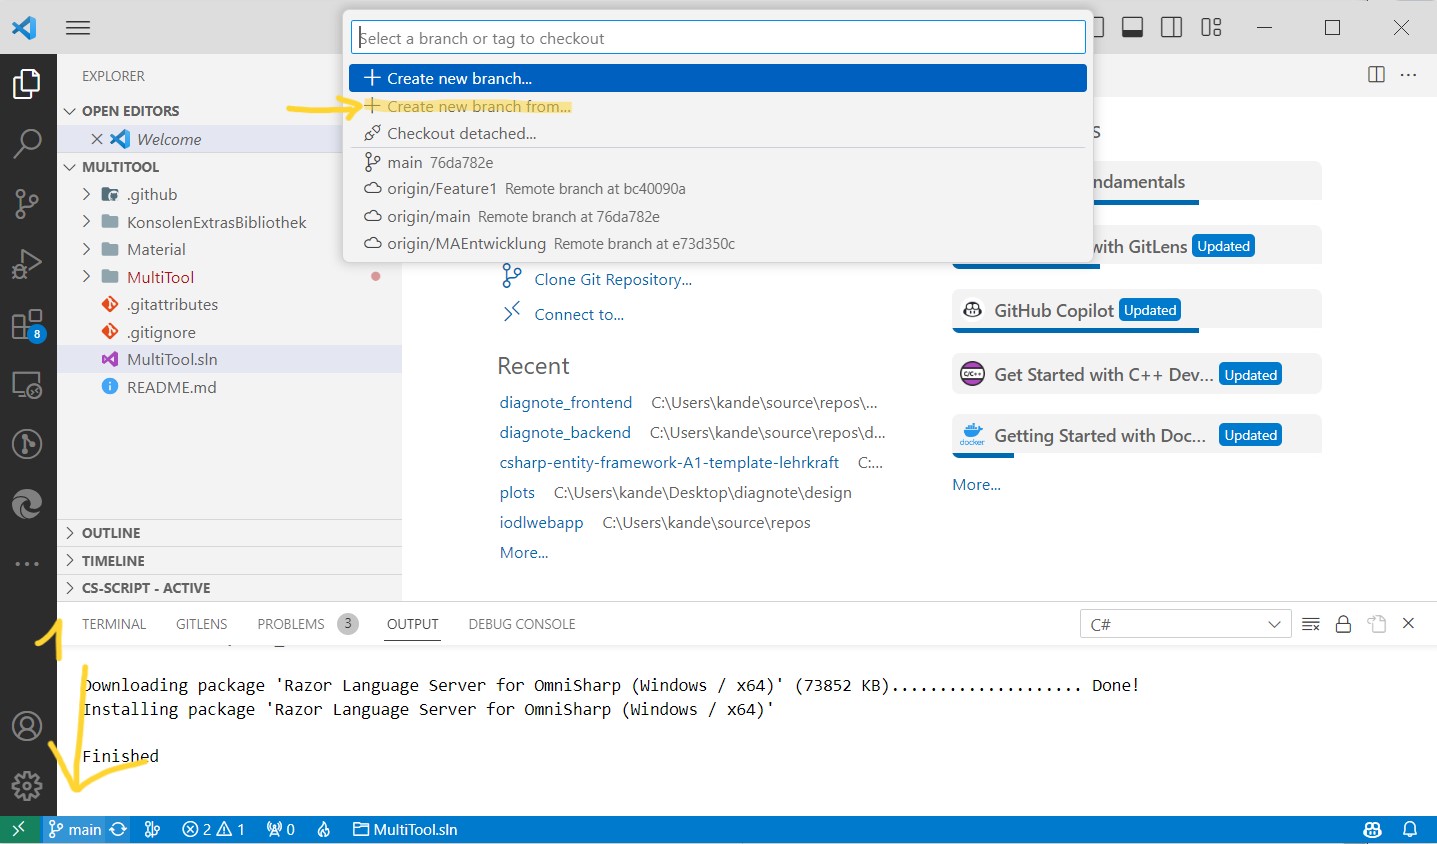 Select a branch or tag to checkout
Create new branch...
Create new branch from...
Checkout detached...
main 76da782e
origin/Feature1 Remote branch at bc40090a
origin/main Remote branch at 76da782e
origin/MAEntwicklung Remote branch at e73d350c
EXPLORER
OPEN EDITORS
Welcome
MULTITOOL
.github
KonsolenExtrasBibliothek
Material
MultiTool
.gitattributes
.gitignore
MultiTool.sln
README.md
8
OUTLINE
TIMELINE
CS-SCRIPT - ACTIVE
Clone Git Repository...
Connect to...
Recent
diagnote_frontend C:\Users\kande\source\repos\...
diagnote_backend C:\Users\kande\source\repos\d...
csharp-entity-framework-A1-template-lehrkraft C:...
plots C:\Users\kande\Desktop\diagnote\design
iodlwebapp C:\Users\kande\source\repos
More...
s
ndamentals
with GitLens Updated
GitHub Copilot Updated
C/C++ Get Started with C++ Dev... Updated
docker Getting Started with Doc... Updated
More...
1
TERMINAL GITLENS PROBLEMS 3 OUTPUT DEBUG CONSOLE C#
Downloading package 'Razor Language Server for OmniSharp (Windows / x64)' (73852 KB).................... Done!
Installing package 'Razor Language Server for OmniSharp (Windows / x64)'
Finished
main 2 1 0 MultiTool.sln